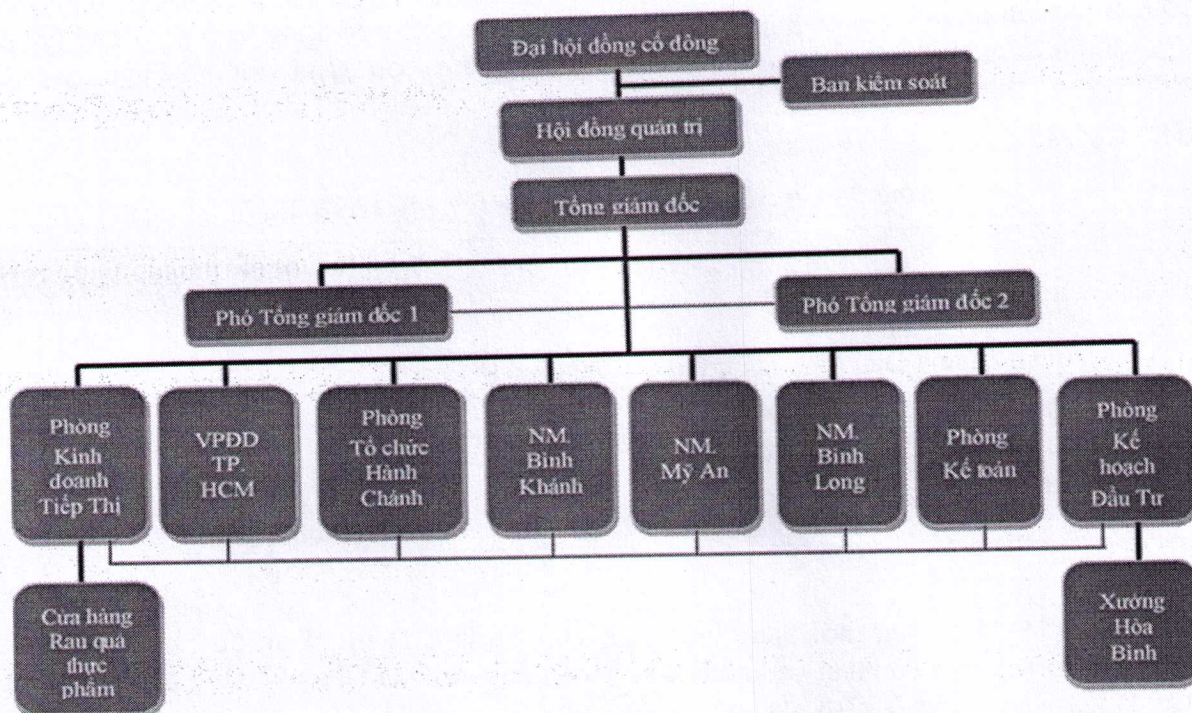 Đại hội đồng cổ đông
Ban kiểm soát
Hội đồng quản trị
Tổng giám đốc
Phó Tổng giám đốc 1
Phó Tổng giám đốc 2
Phòng
Kinh
doanh
Tiếp Thị
VPĐD
TP.
HCM
Phòng
Tổ chức
Hành
Chánh
NM.
Bình
Khánh
NM.
Mỹ An
NM.
Bình
Long
Phòng
Kế toán
Phòng
Kế
hoạch
Đầu Tư
Cửa hàng
Rau quả
thực
phẩm
Xưởng
Hòa
Bình